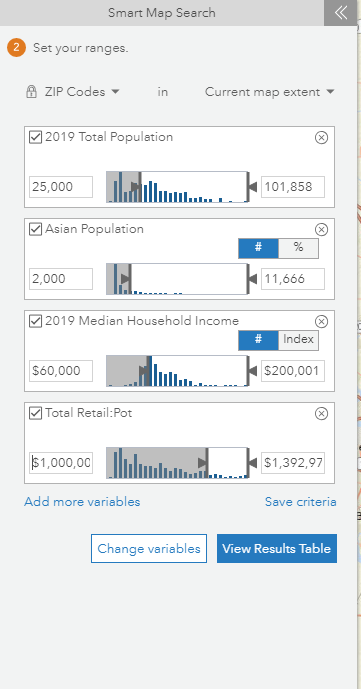 Smart Map Search
2 Set your ranges.
ZIP Codes in Current map extent
2019 Total Population
25,000 101,858
Asian Population
# %
2,000 11,666
2019 Median Household Income
# Index
$60,000 $200,001
Total Retail:Pot
$1,000,00 $1,392,97
Add more variables Save criteria
Change variables View Results Table